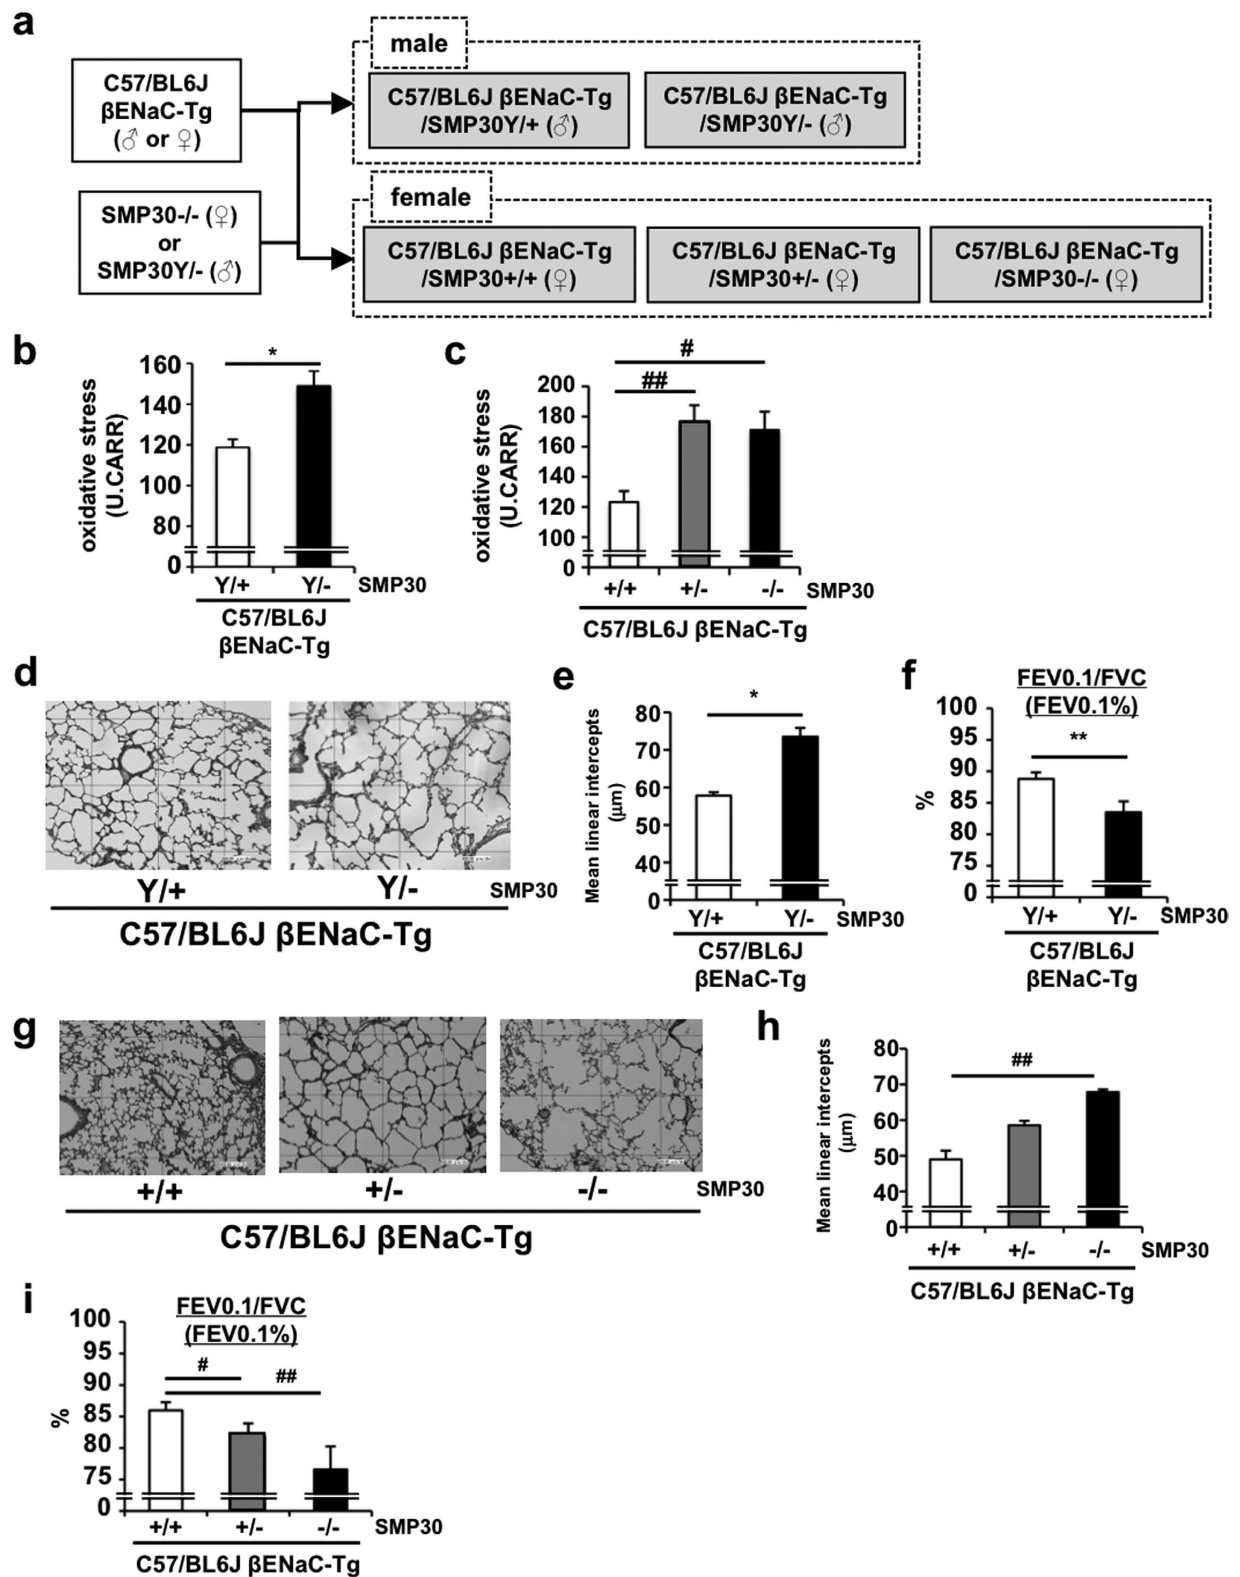 a
male
C57/BL6J
βENaC-Tg
(♂ or ♀)
C57/BL6J βENaC-Tg
/SMP30Y/+ (♂)
C57/BL6J βENaC-Tg
/SMP30Y/- (♂)
SMP30-/- (♀)
or
SMP30Y/- (♂)
female
C57/BL6J βENaC-Tg
/SMP30+/+ (♀)
C57/BL6J βENaC-Tg
/SMP30+/- (♀)
C57/BL6J βENaC-Tg
/SMP30-/- (♀)
b
oxidative stress
(U.CARR)
160
140
120
100
80
0
*
Y/+ Y/- SMP30
C57/BL6J
βENaC-Tg
c
oxidative stress
(U.CARR)
200
180
160
140
120
100
0
#
##
+/+ +/- -/- SMP30
C57/BL6J βENaC-Tg
d
Y/+ Y/- SMP30
C57/BL6J βENaC-Tg
e
Mean linear intercepts
(μm)
80
70
60
50
40
0
*
Y/+ Y/- SMP30
C57/BL6J
βENaC-Tg
f
FEV0.1/FVC
(FEV0.1%)
%
100
95
90
85
80
75
0
**
Y/+ Y/- SMP30
C57/BL6J
βENaC-Tg
g
+/+ +/- -/- SMP30
C57/BL6J βENaC-Tg
h
Mean linear intercepts
(μm)
80
70
60
50
40
0
##
+/+ +/- -/- SMP30
C57/BL6J βENaC-Tg
i
FEV0.1/FVC
(FEV0.1%)
%
100
95
90
85
80
75
0
#
##
+/+ +/- -/- SMP30
C57/BL6J βENaC-Tg